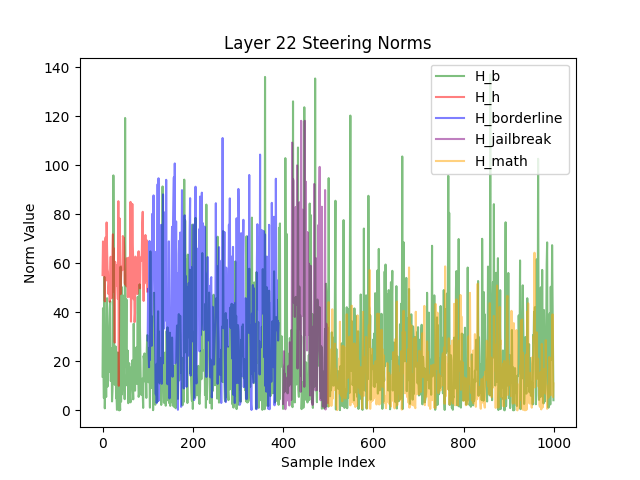 Layer 22 Steering Norms
Norm Value
140
120
100
80
60
40
20
0
H_b
H_h
H_borderline
H_jailbreak
H_math
0 200 400 600 800 1000
Sample Index